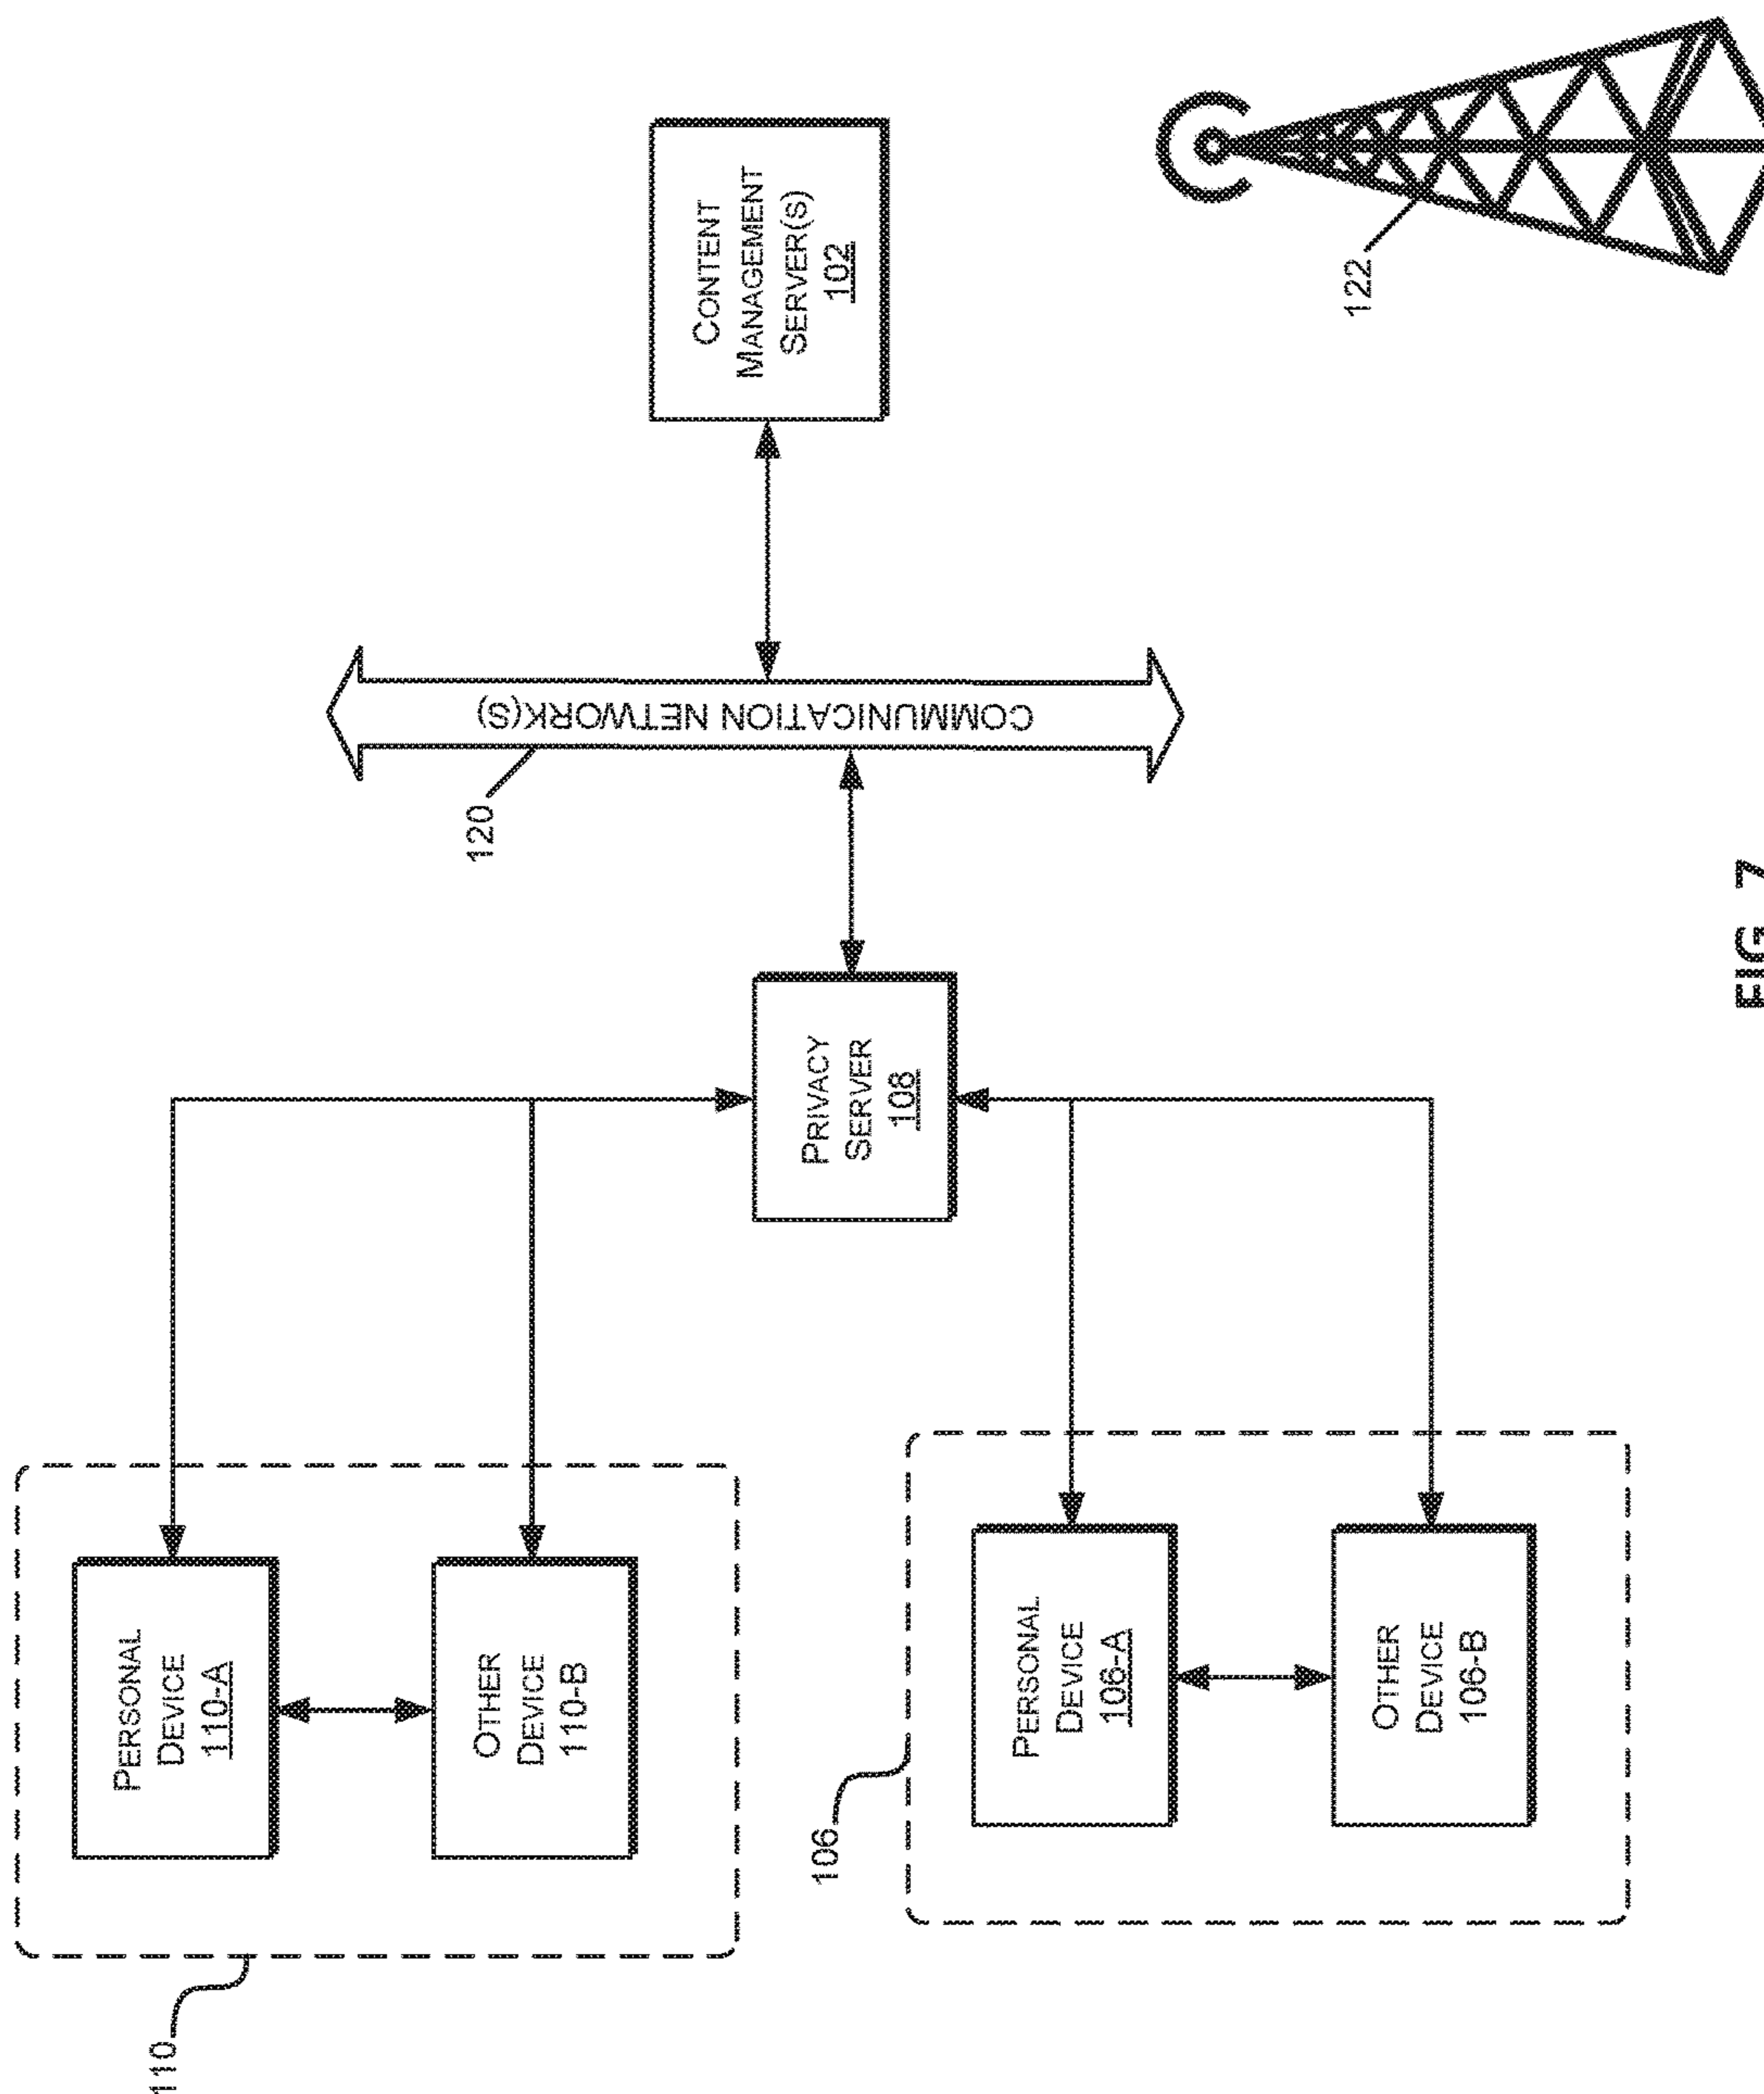 110
PERSONAL
DEVICE
110-A
OTHER
DEVICE
110-B
106
PERSONAL
DEVICE
106-A
OTHER
DEVICE
106-B
PRIVACY
SERVER
108
120
COMMUNICATION NETWORK(S)
CONTENT
MANAGEMENT
SERVER(S)
102
122
FIG. 7